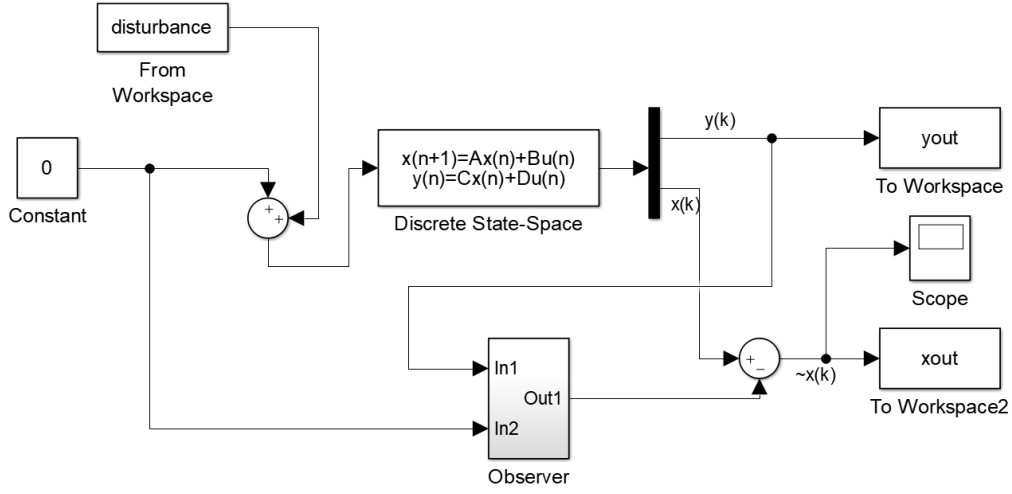 disturbance
From
Workspace
0
Constant
+
+
x(n+1)=Ax(n)+Bu(n)
y(n)=Cx(n)+Du(n)
Discrete State-Space
y(k)
x(k)
yout
To Workspace
Scope
In1
In2
Out1
Observer
+
−
~x(k)
xout
To Workspace2